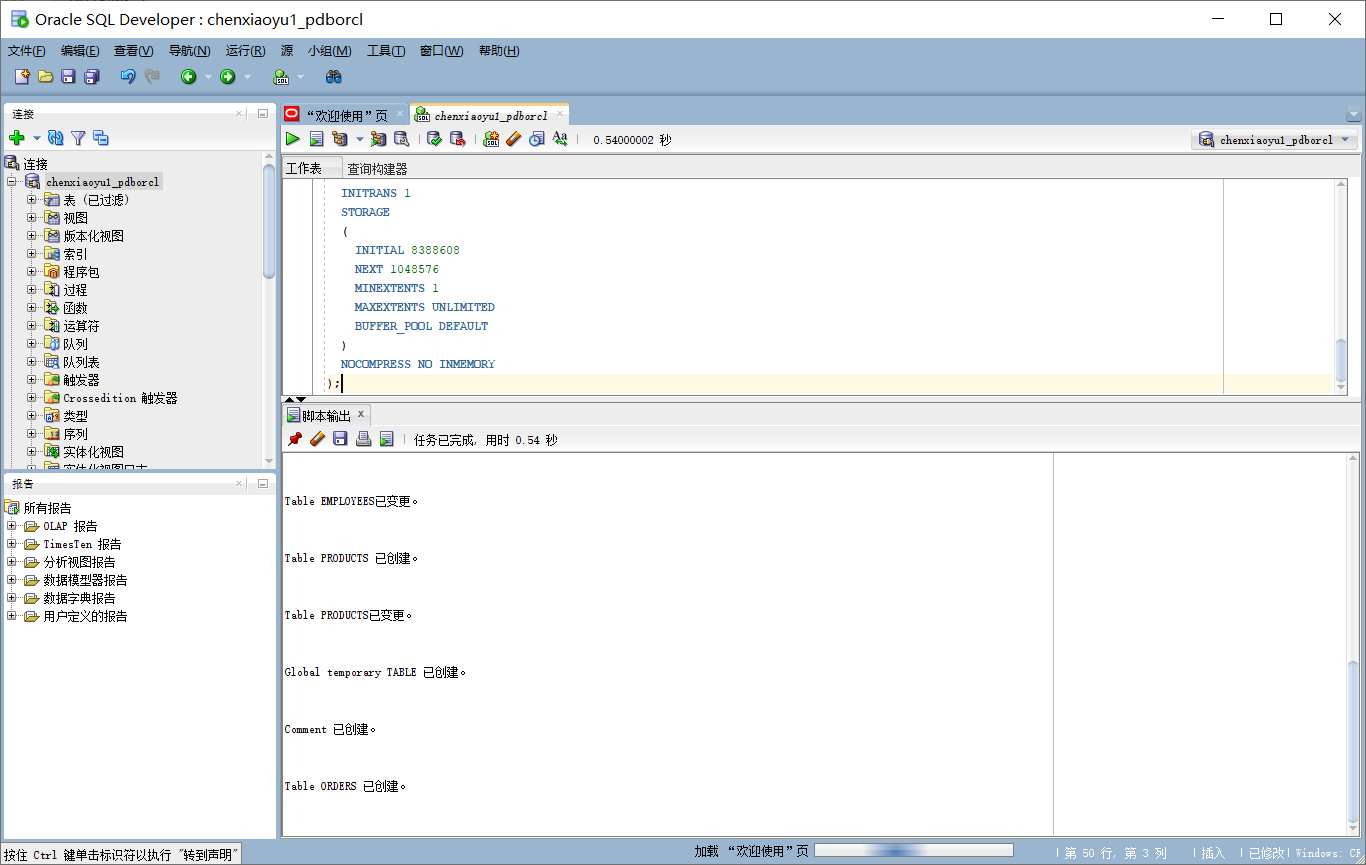 Oracle SQL Developer : chenxiaoyu1_pdborcl
文件(F) 编辑(E) 查看(V) 导航(N) 运行(R) 源 小组(M) 工具(T) 窗口(W) 帮助(H)
连接
连接
chenxiaoyu1_pdborcl
表 (已过滤)
视图
版本化视图
索引
程序包
过程
函数
运算符
队列
队列表
触发器
Crossedition 触发器
类型
序列
实体化视图
实体化视图日志
报告
所有报告
OLAP 报告
TimesTen 报告
分析视图报告
数据模型器报告
数据字典报告
用户定义的报告
“欢迎使用”页 chenxiaoyu1_pdborcl
0.54000002 秒 chenxiaoyu1_pdborcl
工作表 查询构建器
INITRANS 1
STORAGE
(
INITIAL 8388608
NEXT 1048576
MINEXTENTS 1
MAXEXTENTS UNLIMITED
BUFFER_POOL DEFAULT
)
NOCOMPRESS NO INMEMORY
);
脚本输出 x
任务已完成, 用时 0.54 秒
Table EMPLOYEES已变更。
Table PRODUCTS 已创建。
Table PRODUCTS已变更。
Global temporary TABLE 已创建。
Comment 已创建。
Table ORDERS 已创建。
按住 Ctrl 键单击标识符以执行 "转到声明" 加载 “欢迎使用”页 | 第 50 行, 第 3 列 | 插入 | 已修改 | Windows: CR